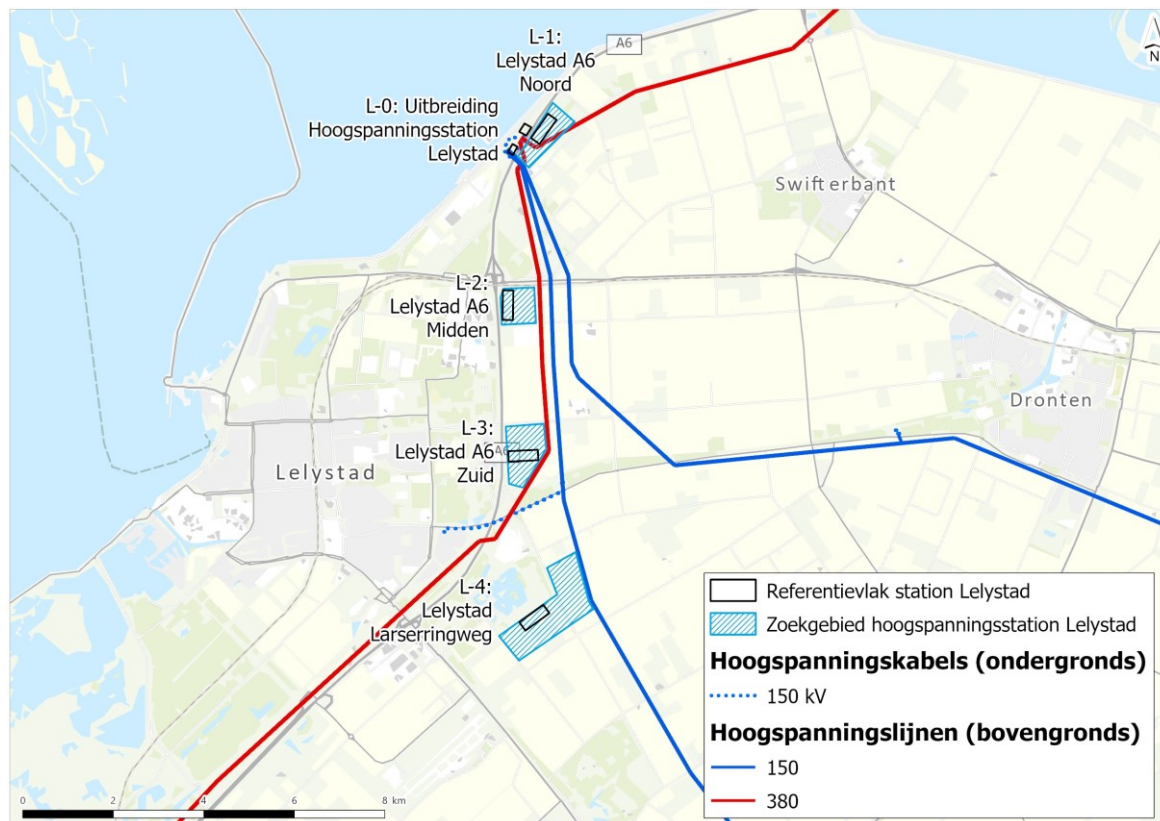 L-1:
Lelystad A6
Noord
A6
N
L-0: Uitbreiding
Hoogspanningsstation
Lelystad
Swifterbant
L-2:
Lelystad A6
Midden
Dronten
L-3:
Lelystad A6
Zuid
A6
Lelystad
L-4:
Lelystad
Larserringweg
Referentievlak station Lelystad
Zoekgebied hoogspanningsstation Lelystad
Hoogspanningskabels (ondergronds)
150 kV
Hoogspanningslijnen (bovengronds)
150
380
0 2 4 6 8 km